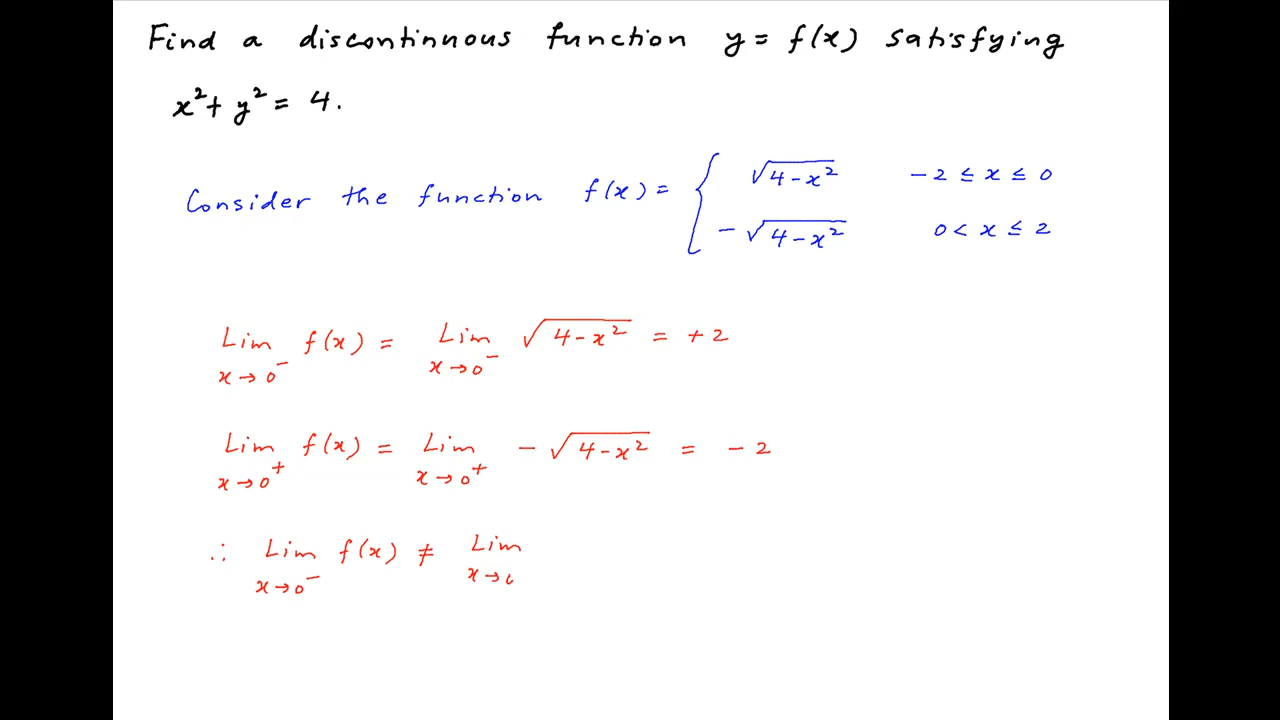 Find a discontinuous function y = f(x) satisfying
x² + y² = 4.
Consider the function f(x) = { √(4-x²)   -2 ≤ x ≤ 0
-√(4-x²)   0 < x ≤ 2
Lim x→0⁻ f(x) = Lim x→0⁻ √(4-x²) = +2
Lim x→0⁺ f(x) = Lim x→0⁺ -√(4-x²) = -2
∴ Lim x→0⁻ f(x) ≠ Lim x→